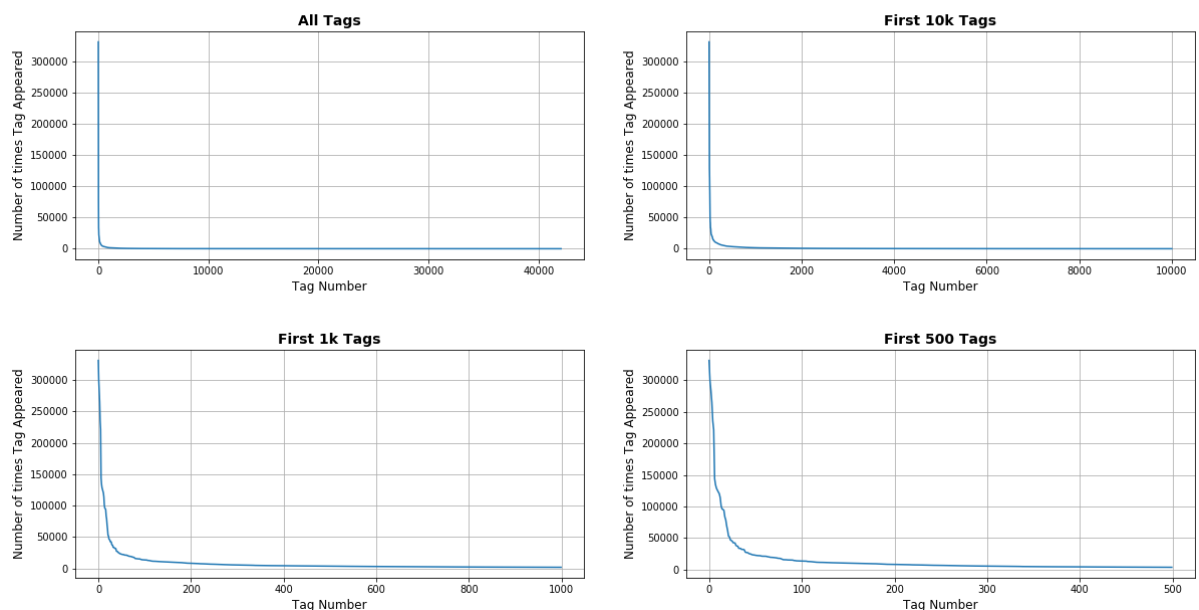 All Tags
Number of times Tag Appeared
300000
250000
200000
150000
100000
50000
0
0 10000 20000 30000 40000
Tag Number
First 10k Tags
Number of times Tag Appeared
300000
250000
200000
150000
100000
50000
0
0 2000 4000 6000 8000 10000
Tag Number
First 1k Tags
Number of times Tag Appeared
300000
250000
200000
150000
100000
50000
0
0 200 400 600 800 1000
Tag Number
First 500 Tags
Number of times Tag Appeared
300000
250000
200000
150000
100000
50000
0
0 100 200 300 400 500
Tag Number